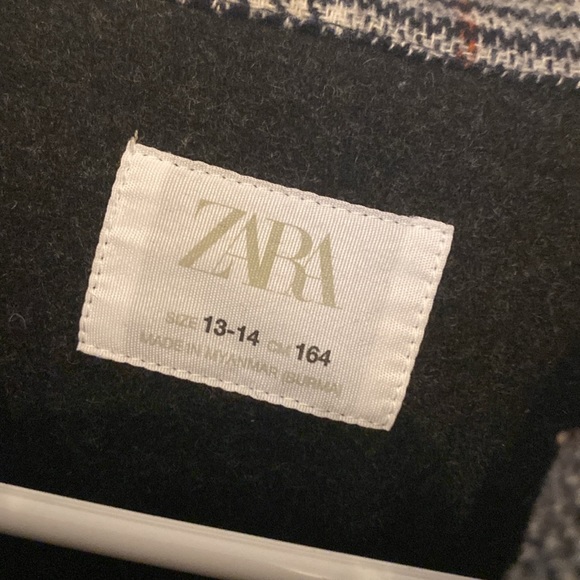 ZARA
SIZE 13-14 CM 164
MADE IN MYANMAR (BURMA)